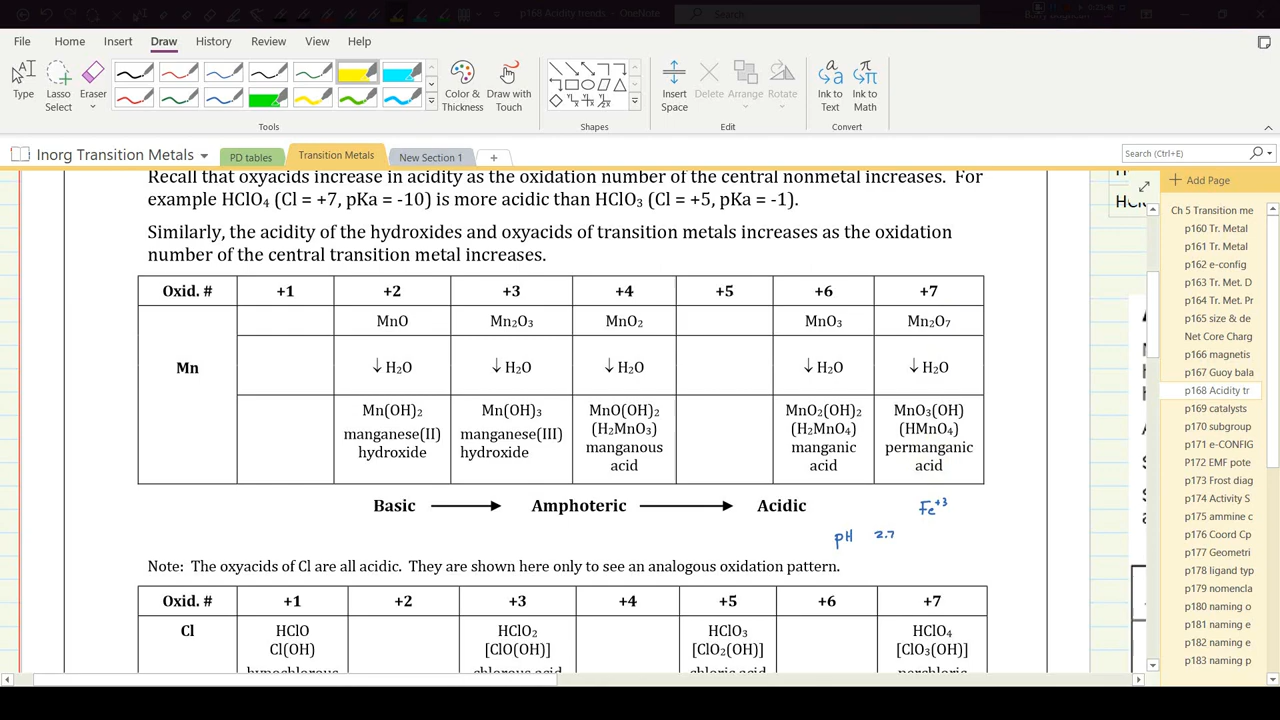 p168 Acidity trends - OneNote
Search
File Home Insert Draw History Review View Help
Type
Lasso Select
Eraser
Color & Thickness
Draw with Touch
Insert Space
Delete
Arrange
Rotate
Ink to Text
Ink to Math
Tools
Shapes
Edit
Convert
Inorg Transition Metals
PD tables
Transition Metals
New Section 1
Search (Ctrl+E)
Add Page
Recall that oxyacids increase in acidity as the oxidation number of the central nonmetal increases. For
example HClO₄ (Cl = +7, pKa = -10) is more acidic than HClO₃ (Cl = +5, pKa = -1).
Similarly, the acidity of the hydroxides and oxyacids of transition metals increases as the oxidation
number of the central transition metal increases.
Oxid. # +1 +2 +3 +4 +5 +6 +7
MnO Mn₂O₃ MnO₂ MnO₃ Mn₂O₇
Mn ↓ H₂O ↓ H₂O ↓ H₂O ↓ H₂O ↓ H₂O
Mn(OH)₂ manganese(II) hydroxide
Mn(OH)₃ manganese(III) hydroxide
MnO(OH)₂ (H₂MnO₃) manganous acid
MnO₂(OH)₂ (H₂MnO₄) manganic acid
MnO₃(OH) (HMnO₄) permanganic acid
Basic → Amphoteric → Acidic
Fe⁺³
pH 2.7
Note: The oxyacids of Cl are all acidic. They are shown here only to see an analogous oxidation pattern.
Oxid. # +1 +2 +3 +4 +5 +6 +7
Cl HClO HClO₂ HClO₃ HClO₄
Cl(OH) [ClO(OH)] [ClO₂(OH)] [ClO₃(OH)]
hypochlorous chlorous acid chloric acid perchloric
Ch 5 Transition me
p160 Tr. Metal
p161 Tr. Metal
p162 e-config
p163 Tr. Met. D
p164 Tr. Met. Pr
p165 size & de
Net Core Charg
p166 magnetis
p167 Guoy bala
p168 Acidity tr
p169 catalysts
p170 subgroup
p171 e-CONFIG
P172 EMF pote
p173 Frost diag
p174 Activity S
p175 ammine c
p176 Coord Cp
p177 Geometri
p178 ligand typ
p179 nomencla
p180 naming o
p181 naming e
p182 naming e
p183 naming p